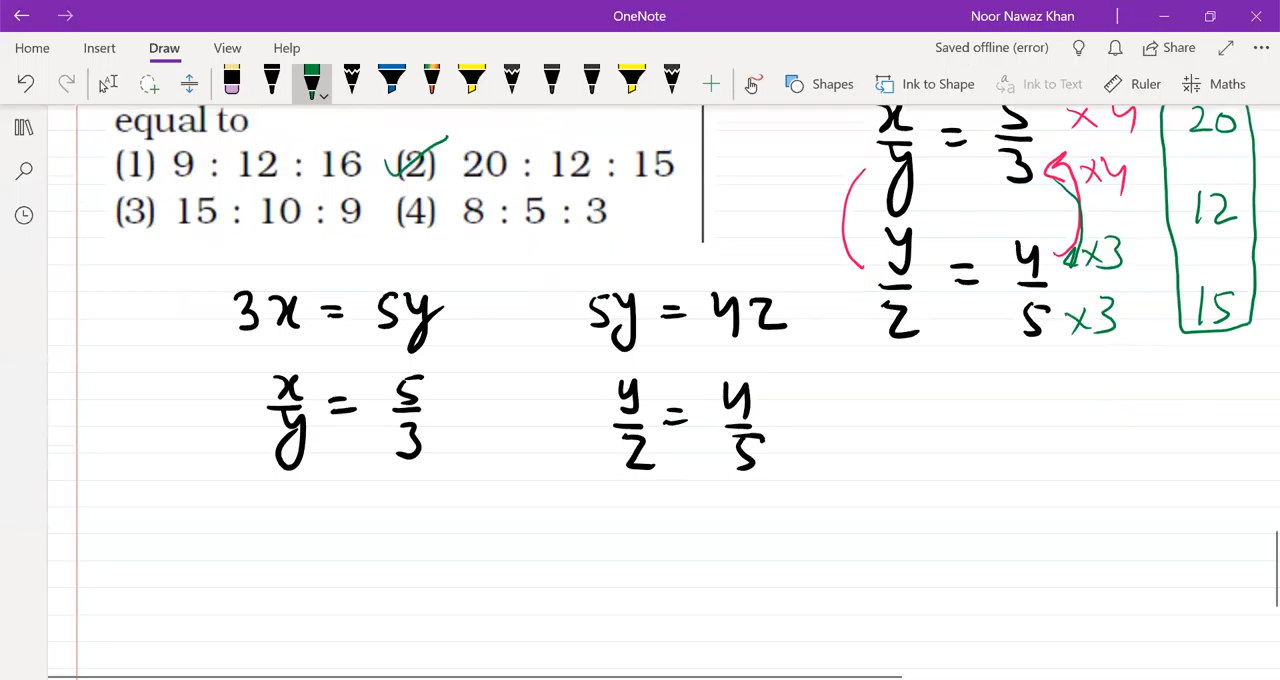 OneNote
Noor Nawaz Khan
Home Insert Draw View Help
Saved offline (error)
Share
Shapes
Ink to Shape
Ink to Text
Ruler
Maths
equal to
(1) 9 : 12 : 16 (2) 20 : 12 : 15
(3) 15 : 10 : 9 (4) 8 : 5 : 3
x/y = 5/3 ×4 ×4
y/z = 4/5 ×3 ×3
20
12
15
3x = 5y
x/y = 5/3
5y = 4z
y/z = 4/5